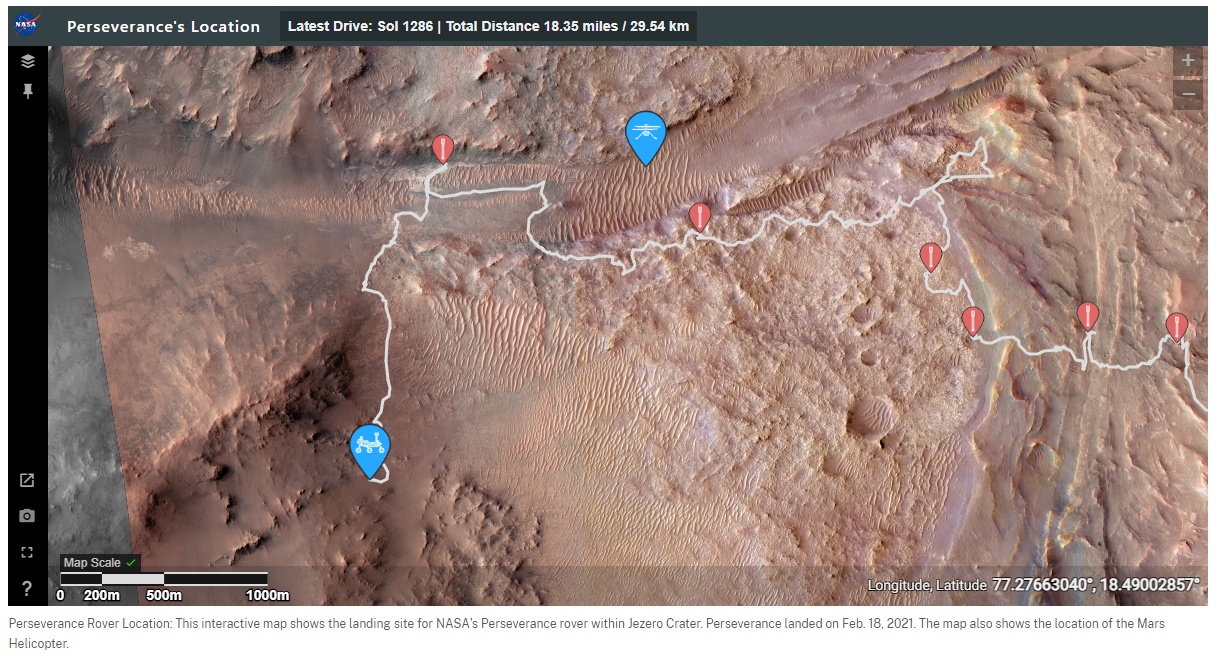 NASA
Perseverance's Location
Latest Drive: Sol 1286 | Total Distance 18.35 miles / 29.54 km
+
−
Map Scale ✓
0 200m 500m 1000m
?
Longitude, Latitude 77.27663040°, 18.49002857°
Perseverance Rover Location: This interactive map shows the landing site for NASA's Perseverance rover within Jezero Crater. Perseverance landed on Feb. 18, 2021. The map also shows the location of the Mars
Helicopter.